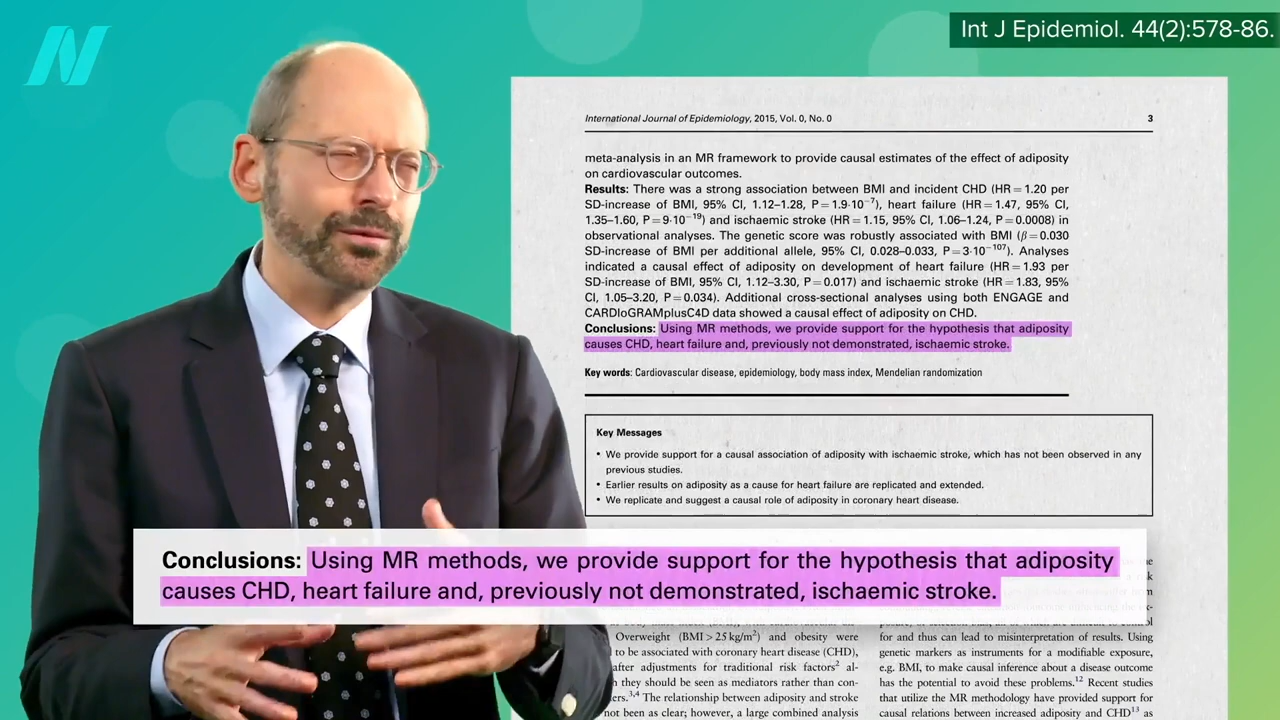 Int J Epidemiol. 44(2):578-86.
International Journal of Epidemiology, 2015, Vol. 0, No. 0
3
meta-analysis in an MR framework to provide causal estimates of the effect of adiposity
on cardiovascular outcomes.
Results: There was a strong association between BMI and incident CHD (HR = 1.20 per
SD-increase of BMI, 95% CI, 1.12–1.28, P = 1.9·10⁻⁷), heart failure (HR = 1.47, 95% CI,
1.35–1.60, P = 9·10⁻¹⁹) and ischaemic stroke (HR = 1.15, 95% CI, 1.06–1.24, P = 0.0008) in
observational analyses. The genetic score was robustly associated with BMI (β = 0.030
SD-increase of BMI per additional allele, 95% CI, 0.028–0.033, P = 3·10⁻¹⁰⁷). Analyses
indicated a causal effect of adiposity on development of heart failure (HR = 1.93 per
SD-increase of BMI, 95% CI, 1.12–3.30, P = 0.017) and ischaemic stroke (HR = 1.83, 95%
CI, 1.05–3.20, P = 0.034). Additional cross-sectional analyses using both ENGAGE and
CARDIoGRAMplusC4D data showed a causal effect of adiposity on CHD.
Conclusions: Using MR methods, we provide support for the hypothesis that adiposity
causes CHD, heart failure and, previously not demonstrated, ischaemic stroke.
Key words: Cardiovascular disease, epidemiology, body mass index, Mendelian randomization
Key Messages
• We provide support for a causal association of adiposity with ischaemic stroke, which has not been observed in any
previous studies.
• Earlier results on adiposity as a cause for heart failure are replicated and extended.
• We replicate and suggest a causal role of adiposity in coronary heart disease.
Conclusions: Using MR methods, we provide support for the hypothesis that adiposity
causes CHD, heart failure and, previously not demonstrated, ischaemic stroke.
Overweight (BMI > 25 kg/m²) and obesity were
to be associated with coronary heart disease (CHD),
after adjustments for traditional risk factors² al-
they should be seen as mediators rather than con-
³,⁴ The relationship between adiposity and stroke
not been as clear; however, a large combined analysis
for and thus can lead to misinterpretation of results. Using
genetic markers as instruments for a modifiable exposure,
e.g. BMI, to make causal inference about a disease outcome
has the potential to avoid these problems.¹² Recent studies
that utilize the MR methodology have provided support for
causal relations between increased adiposity and CHD¹³ as